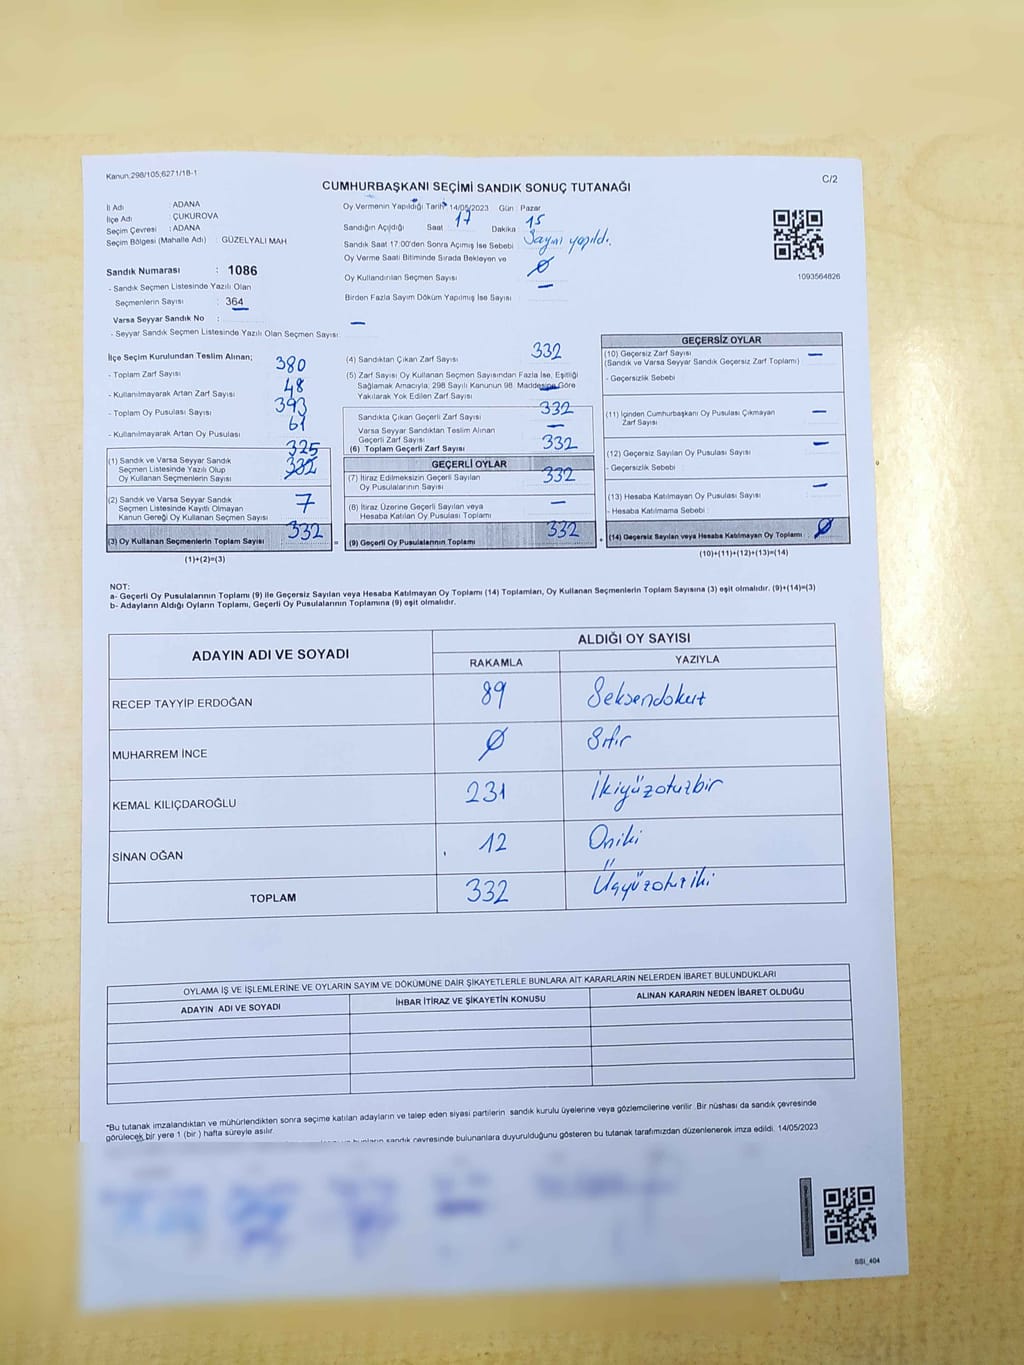 Kanun:298/105;6271/18-1
C/2
CUMHURBAŞKANI SEÇİMİ SANDIK SONUÇ TUTANAĞI
İl Adı : ADANA
İlçe Adı : ÇUKUROVA
Seçim Çevresi : ADANA
Seçim Bölgesi (Mahalle Adı) : GÜZELYALI MAH
Sandık Numarası : 1086
- Sandık Seçmen Listesinde Yazılı Olan
Seçmenlerin Sayısı : 364
Varsa Seyyar Sandık No :
- Seyyar Sandık Seçmen Listesinde Yazılı Olan Seçmen Sayısı: —
Oy Vermenin Yapıldığı Tarih: 14/05/2023 Gün : Pazar
Sandığın Açıldığı Saat 17 Dakika 15
Sandık Saat 17:00'den Sonra Açımış İse Sebebi Sayım yapıldı.
Oy Verme Saati Bitiminde Sırada Bekleyen ve
Oy Kullandırılan Seçmen Sayısı Ø
Birden Fazla Sayım Döküm Yapılmış İse Sayısı —
1093564826
İlçe Seçim Kurulundan Teslim Alınan;
- Toplam Zarf Sayısı 380
- Kullanılmayarak Artan Zarf Sayısı 48
- Toplam Oy Pusulası Sayısı 393
- Kullanılmayarak Artan Oy Pusulası 61
(1) Sandık ve Varsa Seyyar Sandık
Seçmen Listesinde Yazılı Olup
Oy Kullanan Seçmenlerin Sayısı 325 332
(2) Sandık ve Varsa Seyyar Sandık
Seçmen Listesinde Kayıtlı Olmayan
Kanun Gereği Oy Kullanan Seçmen Sayısı 7
(3) Oy Kullanan Seçmenlerin Toplam Sayısı 332
(1)+(2)=(3)
(4) Sandıktan Çıkan Zarf Sayısı 332
(5) Zarf Sayısı Oy Kullanan Seçmen Sayısından Fazla İse, Eşitliği
Sağlamak Amacıyla; 298 Sayılı Kanunun 98. Maddesine Göre
Yakılarak Yok Edilen Zarf Sayısı —
Sandıkta Çıkan Geçerli Zarf Sayısı 332
Varsa Seyyar Sandıktan Teslim Alınan
Geçerli Zarf Sayısı —
(6) Toplam Geçerli Zarf Sayısı 332
GEÇERLİ OYLAR
(7) İtiraz Edilmeksizin Geçerli Sayılan
Oy Pusulalarının Sayısı 332
(8) İtiraz Üzerine Geçerli Sayılan veya
Hesaba Katılan Oy Pusulası Toplamı —
= (9) Geçerli Oy Pusulalarının Toplamı 332
GEÇERSİZ OYLAR
(10) Geçersiz Zarf Sayısı —
(Sandık ve Varsa Seyyar Sandık Geçersiz Zarf Toplamı)
- Geçersizlik Sebebi
(11) İçinden Cumhurbaşkanı Oy Pusulası Çıkmayan
Zarf Sayısı —
(12) Geçersiz Sayılan Oy Pusulası Sayısı —
- Geçersizlik Sebebi :
(13) Hesaba Katılmayan Oy Pusulası Sayısı —
- Hesaba Katılmama Sebebi :
+ (14) Geçersiz Sayılan veya Hesaba Katılmayan Oy Toplamı : Ø
(10)+(11)+(12)+(13)=(14)
NOT:
a- Geçerli Oy Pusulalarının Toplamı (9) ile Geçersiz Sayılan veya Hesaba Katılmayan Oy Toplamı (14) Toplamları, Oy Kullanan Seçmenlerin Toplam Sayısına (3) eşit olmalıdır. (9)+(14)=(3)
b- Adayların Aldığı Oyların Toplamı, Geçerli Oy Pusulalarının Toplamına (9) eşit olmalıdır.
ADAYIN ADI VE SOYADI
ALDIĞI OY SAYISI
RAKAMLA YAZIYLA
RECEP TAYYİP ERDOĞAN 89 Seksendokuz
MUHARREM İNCE Ø Sıfır
KEMAL KILIÇDAROĞLU 231 İkiyüzotuzbir
SİNAN OĞAN 12 Oniki
TOPLAM 332 Üçyüzotuziki
OYLAMA İŞ VE İŞLEMLERİNE VE OYLARIN SAYIM VE DÖKÜMÜNE DAİR ŞİKAYETLERLE BUNLARA AİT KARARLARIN NELERDEN İBARET BULUNDUKLARI
ADAYIN ADI VE SOYADI İHBAR İTİRAZ VE ŞİKAYETİN KONUSU ALINAN KARARIN NEDEN İBARET OLDUĞU
*Bu tutanak imzalandıktan ve mühürlendikten sonra seçime katılan adayların ve talep eden siyasi partilerin sandık kurulu üyelerine veya gözlemcilerine verilir. Bir nüshası da sandık çevresinde
görülecek bir yere 1 (bir ) hafta süreyle asılır.
sandık çevresinde bulunanlara duyurulduğunu gösteren bu tutanak tarafımızdan düzenlenerek imza edildi. 14/05/2023
SSI_404